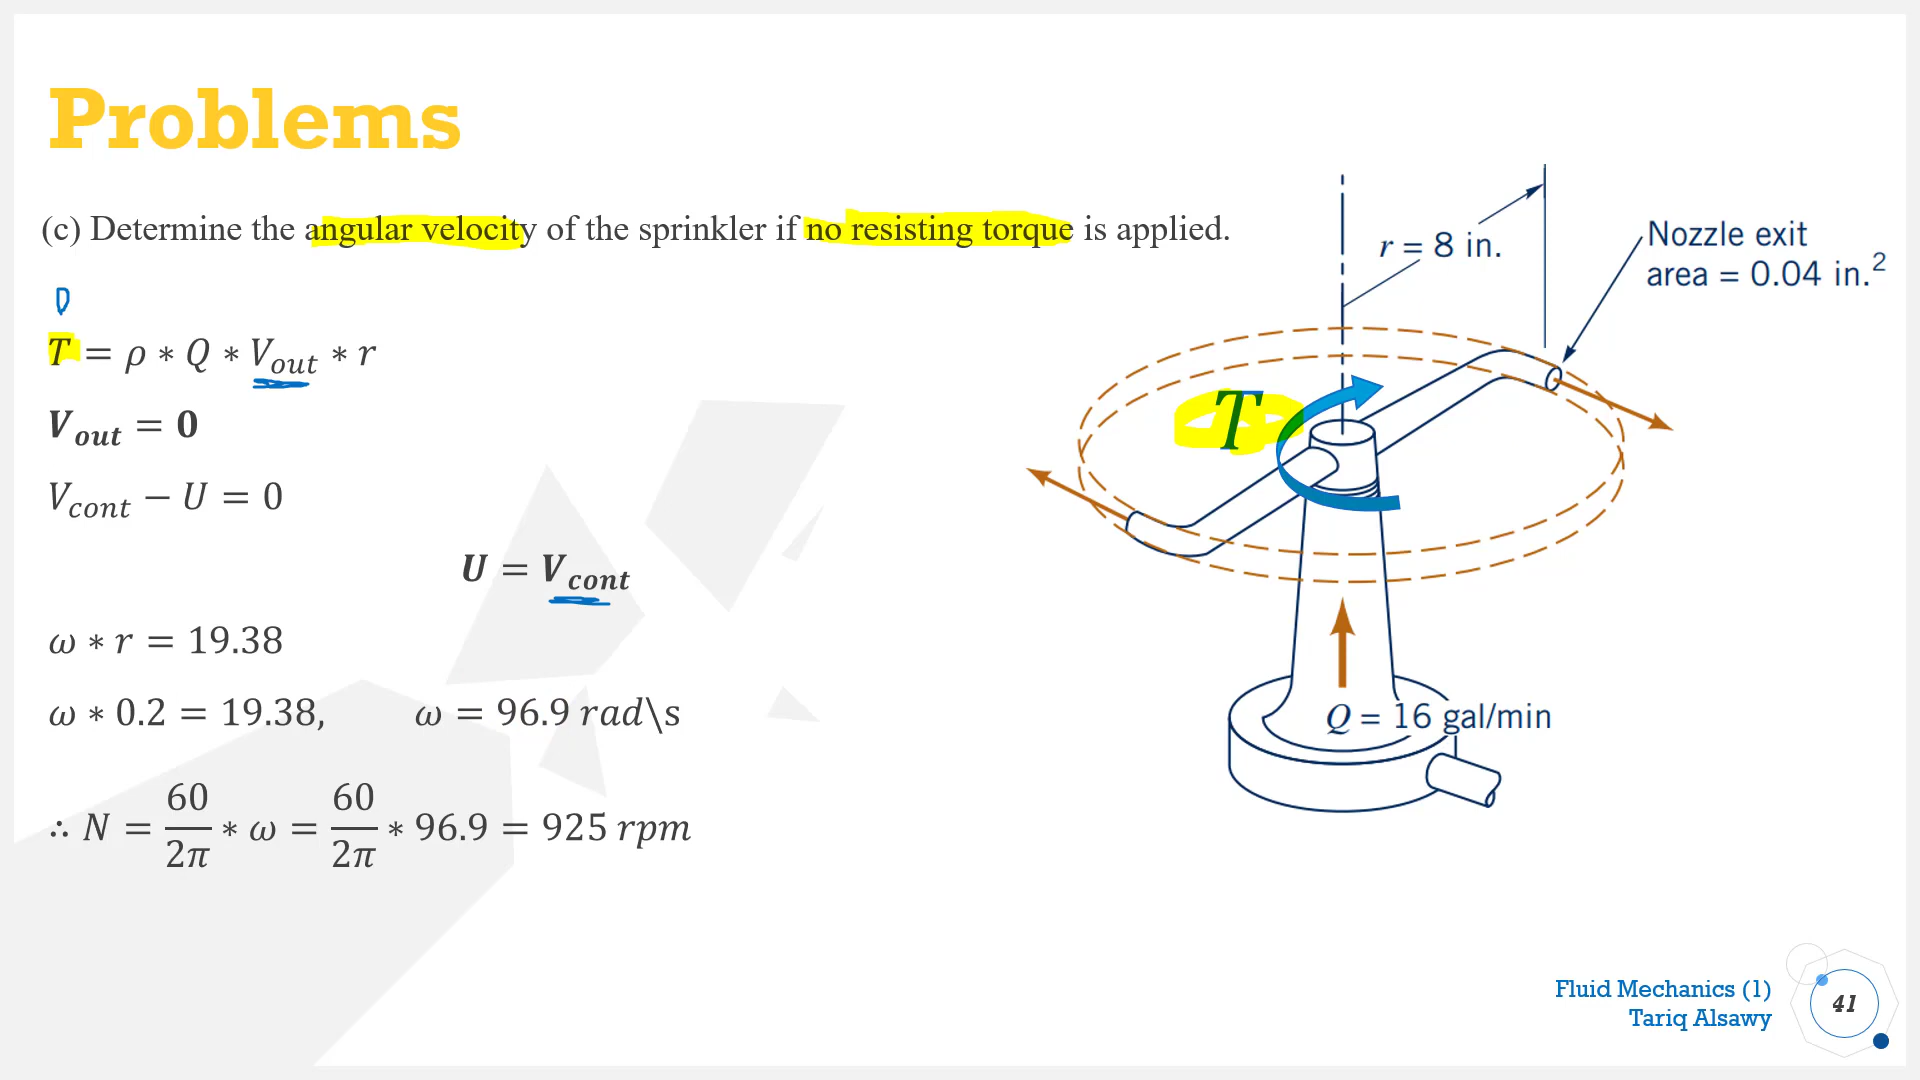 Problems
(c) Determine the angular velocity of the sprinkler if no resisting torque is applied.
0
T = ρ ∗ Q ∗ V_out ∗ r
V_out = 0
V_cont − U = 0
U = V_cont
ω ∗ r = 19.38
ω ∗ 0.2 = 19.38, ω = 96.9 rad\s
∴ N = 60/2π ∗ ω = 60/2π ∗ 96.9 = 925 rpm
r = 8 in.
Nozzle exit
area = 0.04 in.²
T
Q = 16 gal/min
Fluid Mechanics (1)
Tariq Alsawy
41